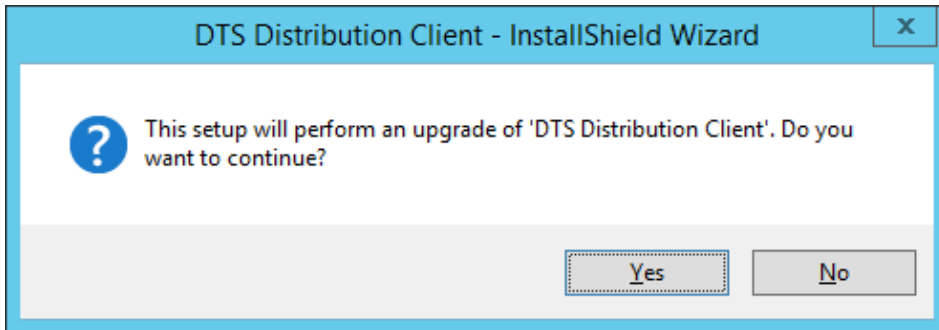 DTS Distribution Client - InstallShield Wizard
x
?
This setup will perform an upgrade of 'DTS Distribution Client'. Do you
want to continue?
Yes
No